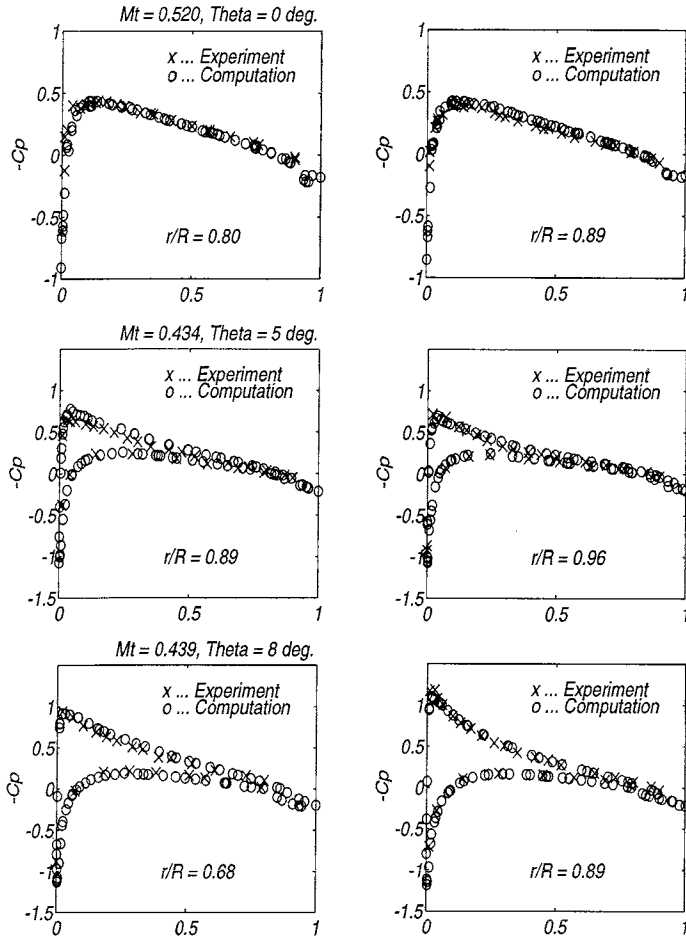 Mt = 0.520, Theta = 0 deg.
1
0.5
0
-0.5
-1
-Cp
x ... Experiment
o ... Computation
r/R = 0.80
0
0.5
1
1
0.5
0
-0.5
-1
-Cp
x ... Experiment
o ... Computation
r/R = 0.89
0
0.5
1
Mt = 0.434, Theta = 5 deg.
1
0.5
0
-0.5
-1
-1.5
-Cp
x ... Experiment
o ... Computation
r/R = 0.89
0
0.5
1
1
0.5
0
-0.5
-1
-1.5
-Cp
x ... Experiment
o ... Computation
r/R = 0.96
0
0.5
1
Mt = 0.439, Theta = 8 deg.
1
0.5
0
-0.5
-1
-1.5
-Cp
x ... Experiment
o ... Computation
r/R = 0.68
0
0.5
1
1
0.5
0
-0.5
-1
-1.5
-Cp
x ... Experiment
o ... Computation
r/R = 0.89
0
0.5
1